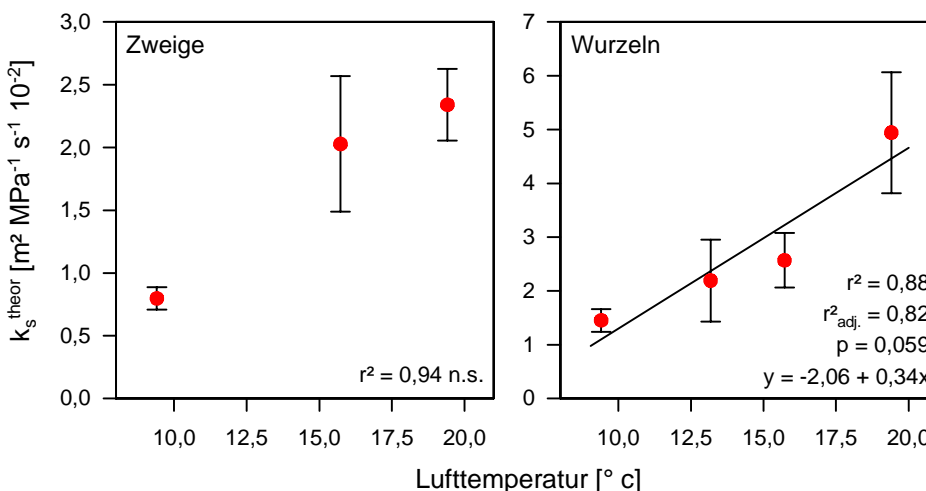 k_s^theor [m² MPa⁻¹ s⁻¹ 10⁻²]
3,0
2,5
2,0
1,5
1,0
0,5
0,0
Zweige
r² = 0,94 n.s.
10,0 12,5 15,0 17,5 20,0
7
6
5
4
3
2
1
0
Wurzeln
r² = 0,88
r²adj. = 0,82
p = 0,059
y = -2,06 + 0,34x
10,0 12,5 15,0 17,5 20,0
Lufttemperatur [° c]